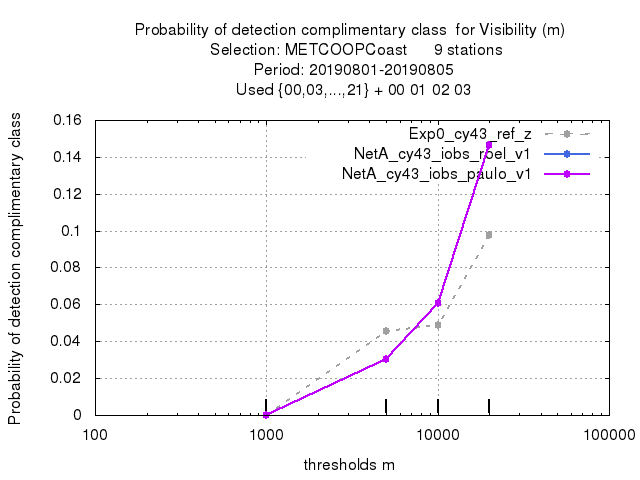 Probability of detection complimentary class  for Visibility (m)
Selection: METCOOPCoast      9 stations
Period: 20190801-20190805
Used {00,03,...,21} + 00 01 02 03
Probability of detection complimentary class
0.16
0.14
0.12
0.1
0.08
0.06
0.04
0.02
0
Exp0_cy43_ref_z
NetA_cy43_iobs_roel_v1
NetA_cy43_iobs_paulo_v1
100
1000
10000
100000
thresholds m